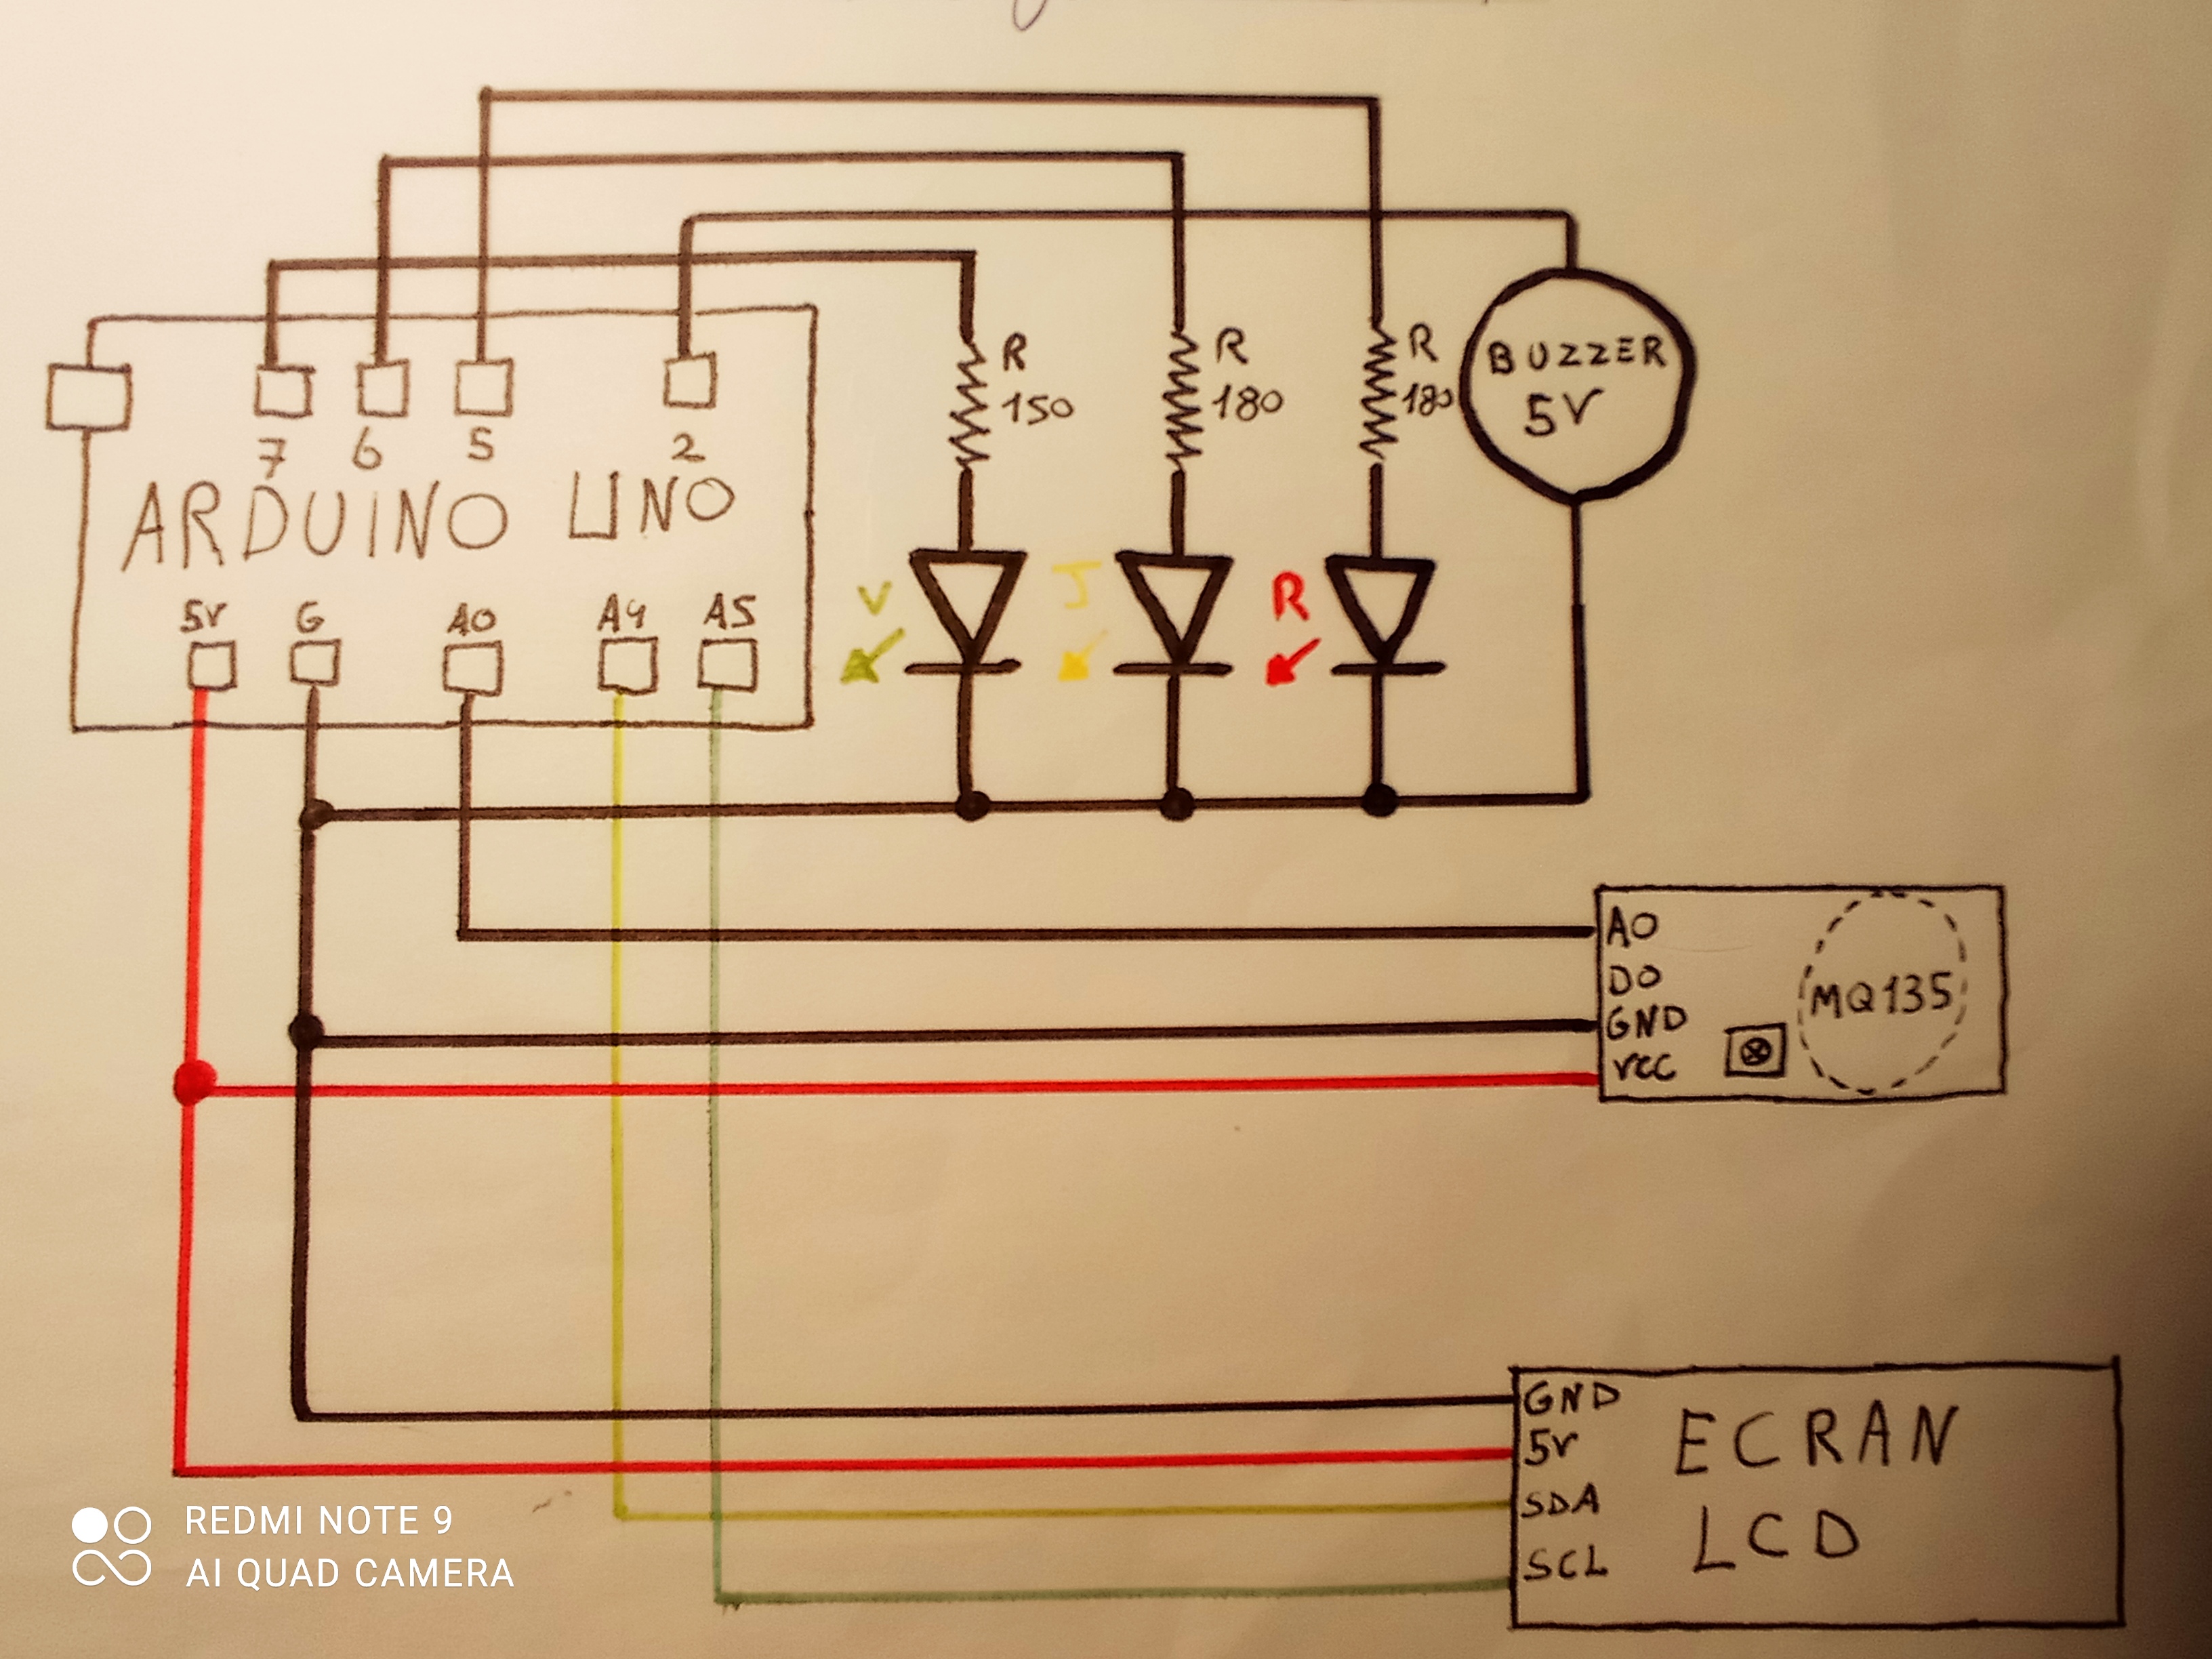 7 6 5 2
ARDUINO UNO
5V G A0 A4 A5
R
150
R
180
R
180
BUZZER
5V
V
J
R
A0
D0
GND
VCC
MQ135
GND
5V
SDA
SCL
ECRAN
LCD
REDMI NOTE 9
AI QUAD CAMERA